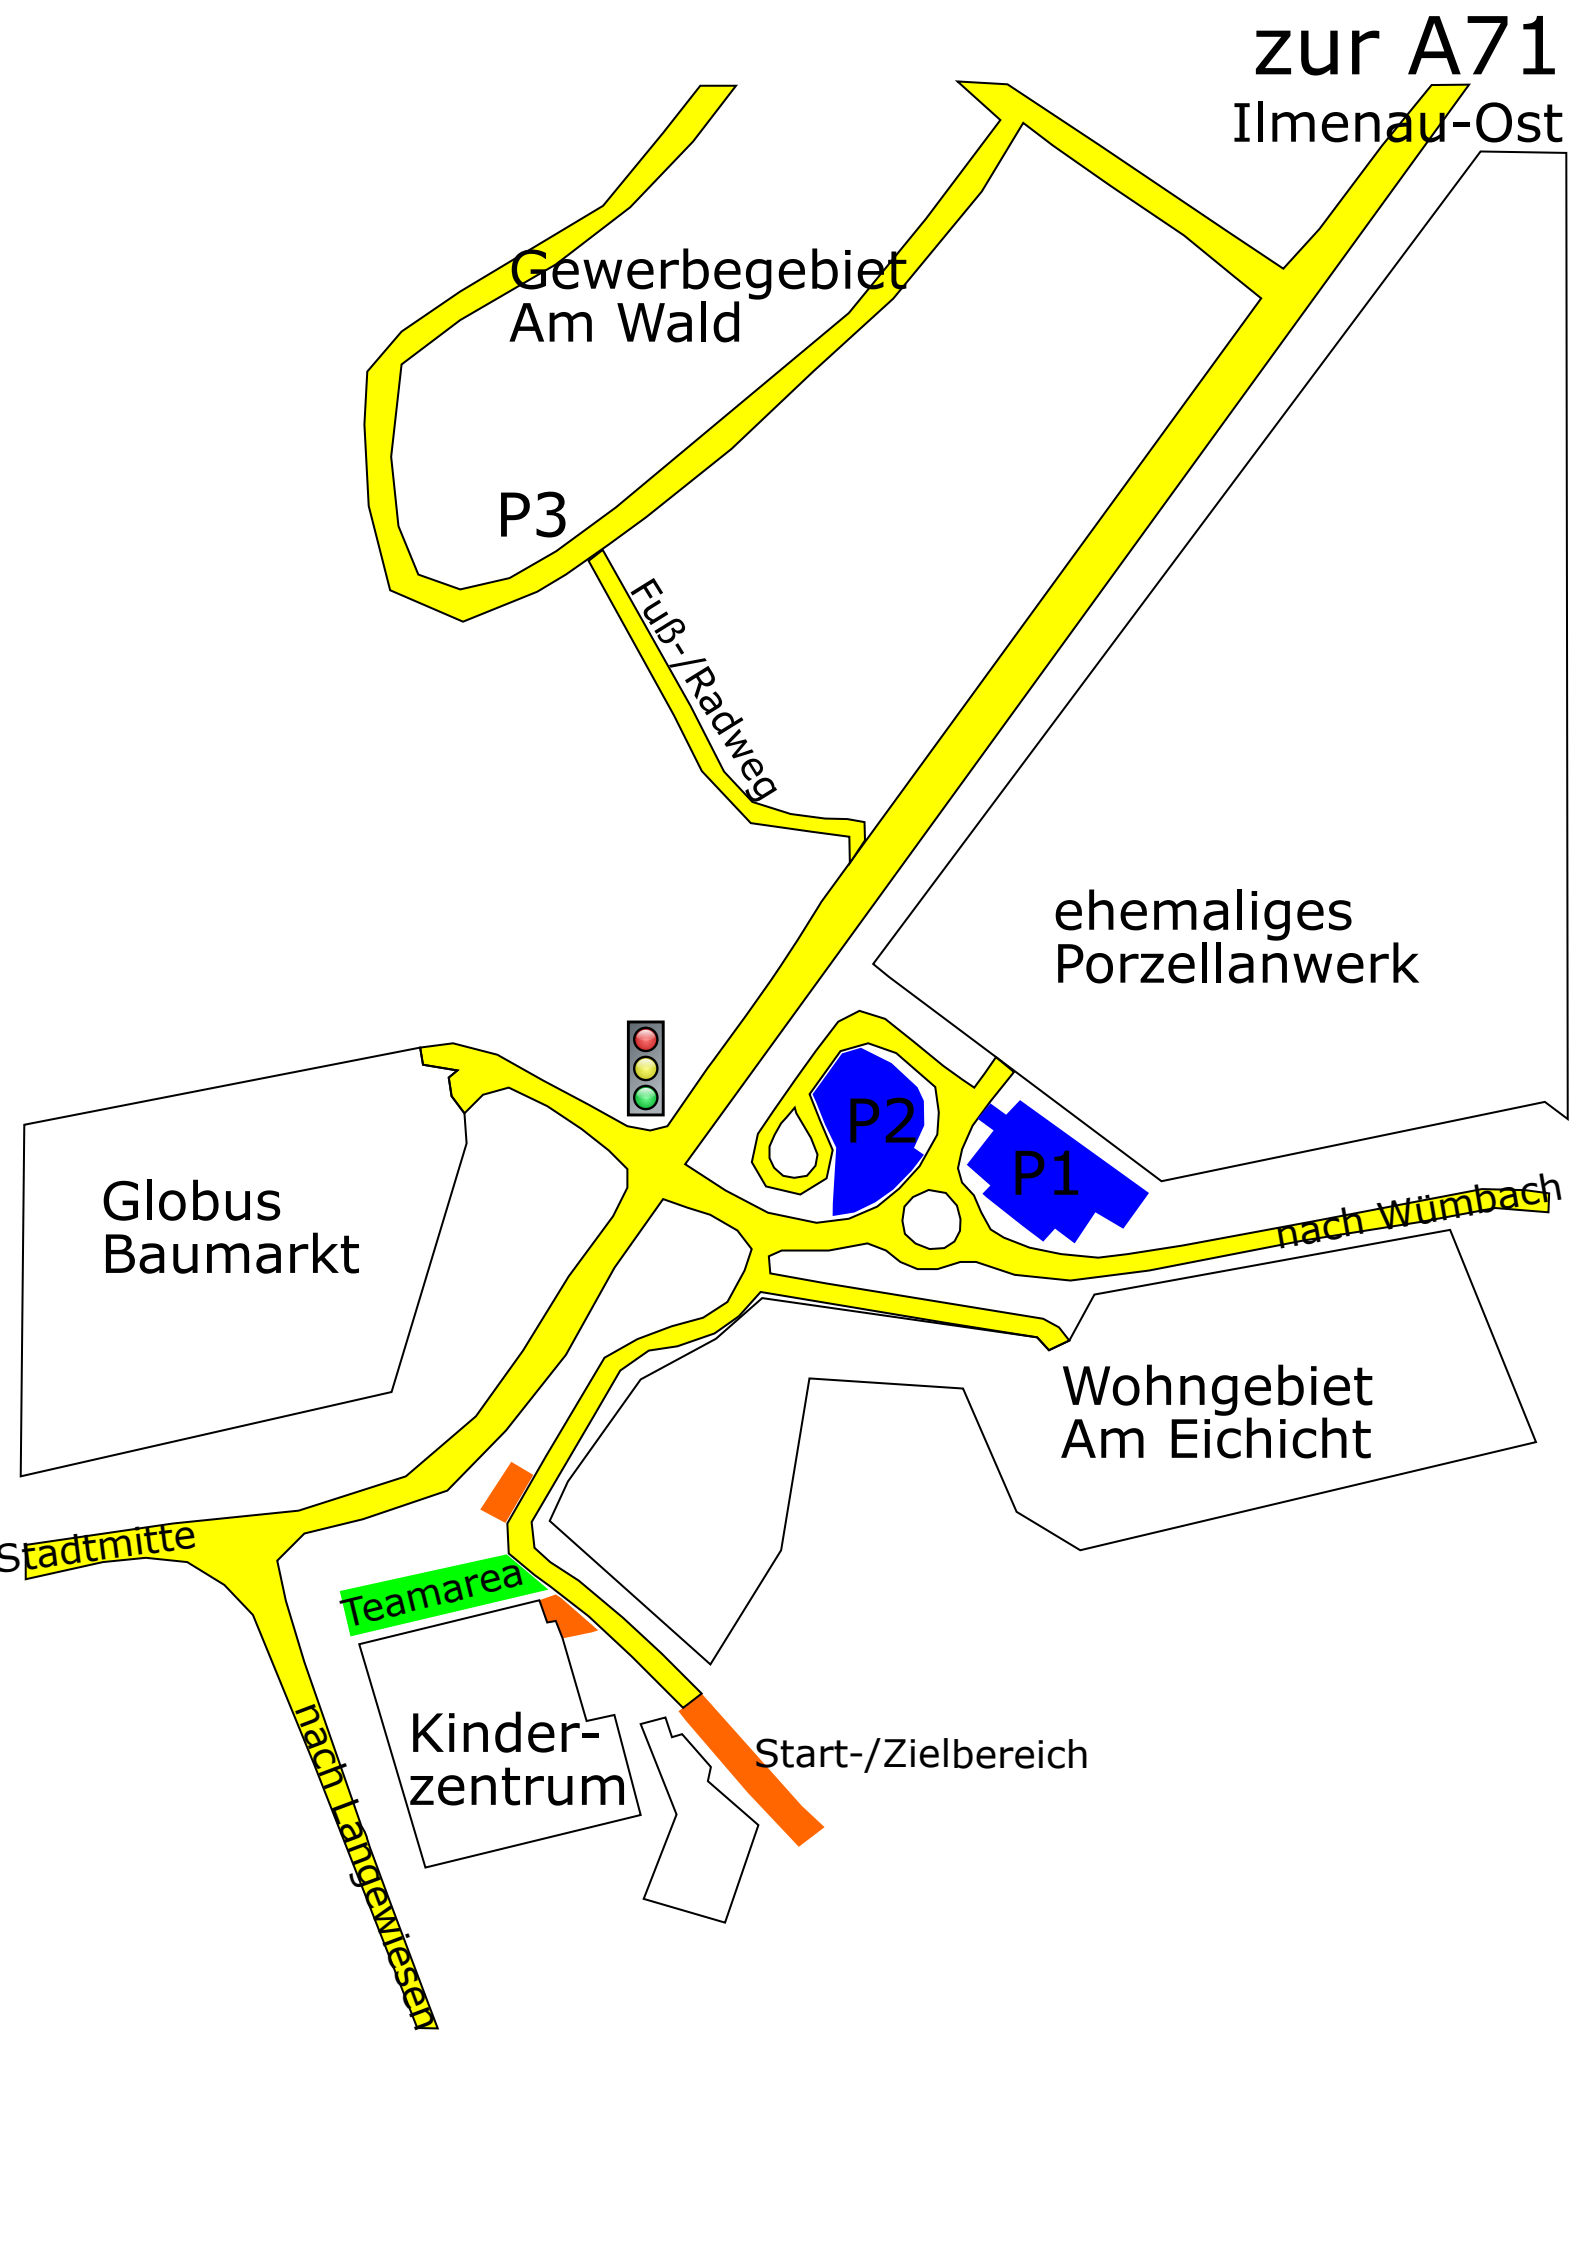 zur A71
Ilmenau-Ost
Gewerbegebiet
Am Wald
P3
Fuß-/Radweg
ehemaliges
Porzellanwerk
P2
P1
Globus
Baumarkt
nach Wümbach
Wohngebiet
Am Eichicht
Stadtmitte
Teamarea
Kinder-
zentrum
Start-/Zielbereich
nach Langewiesen